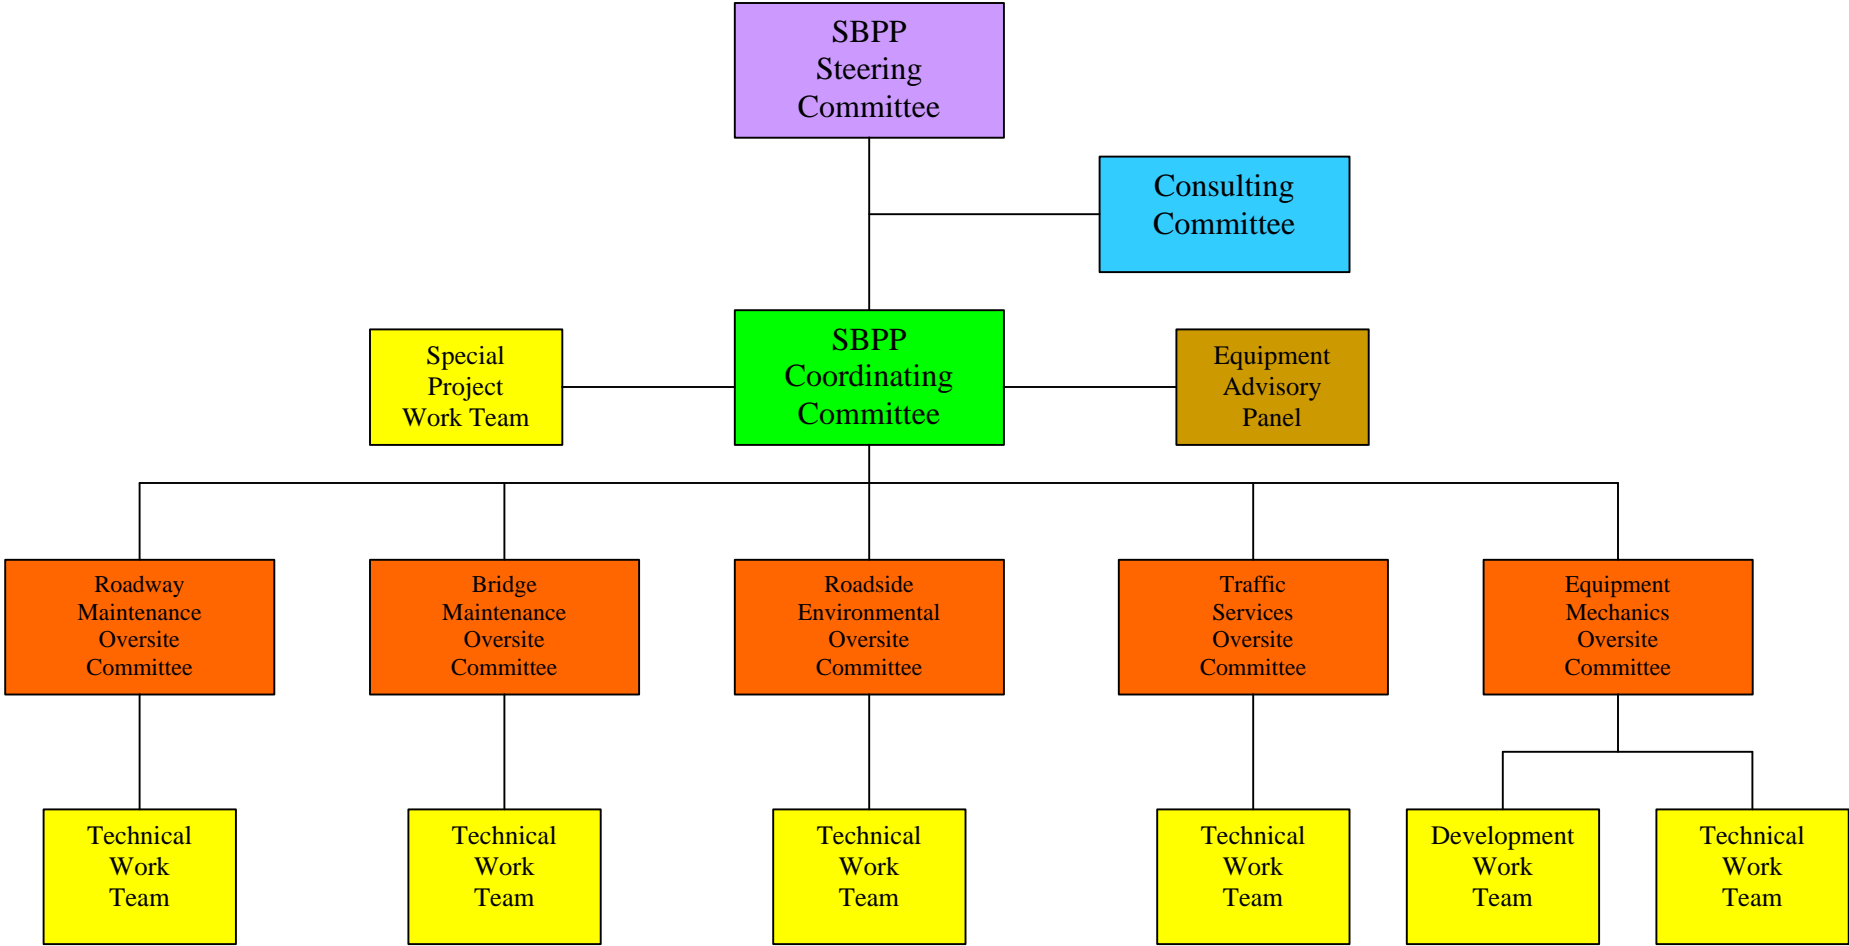 SBPP
Steering
Committee
Consulting
Committee
Special
Project
Work Team
SBPP
Coordinating
Committee
Equipment
Advisory
Panel
Roadway
Maintenance
Oversite
Committee
Bridge
Maintenance
Oversite
Committee
Roadside
Environmental
Oversite
Committee
Traffic
Services
Oversite
Committee
Equipment
Mechanics
Oversite
Committee
Technical
Work
Team
Technical
Work
Team
Technical
Work
Team
Technical
Work
Team
Development
Work
Team
Technical
Work
Team